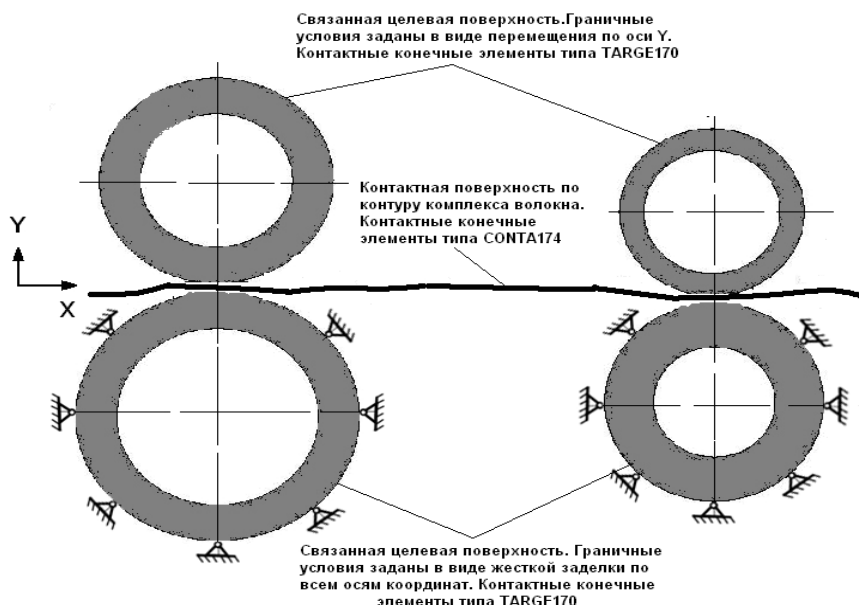 Связанная целевая поверхность.Граничные
условия заданы в виде перемещения по оси Y.
Контактные конечные элементы типа TARGE170
Контактная поверхность по
контуру комплекса волокна.
Контактные конечные
элементы типа CONTA174
Y
X
Связанная целевая поверхность. Граничные
условия заданы в виде жесткой заделки по
всем осям координат. Контактные конечные
элементы типа TARGE170